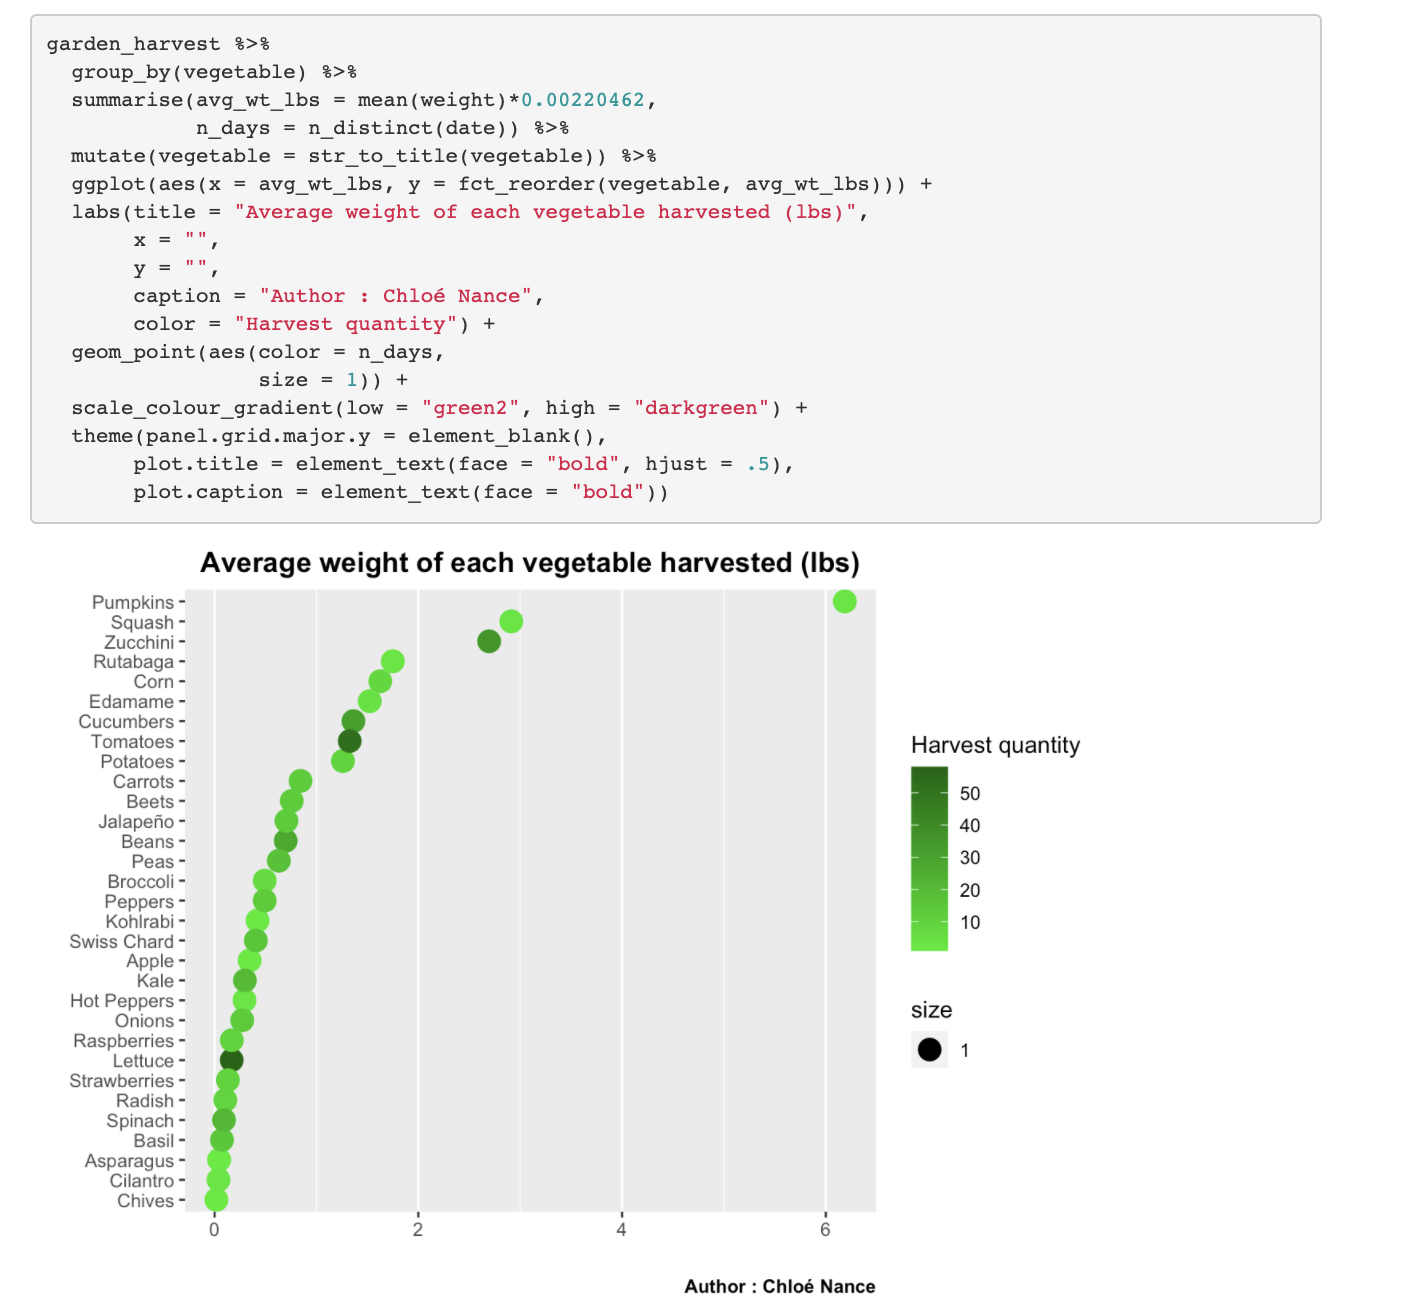 garden_harvest %>%
  group_by(vegetable) %>%
  summarise(avg_wt_lbs = mean(weight)*0.00220462,
            n_days = n_distinct(date)) %>%
  mutate(vegetable = str_to_title(vegetable)) %>%
  ggplot(aes(x = avg_wt_lbs, y = fct_reorder(vegetable, avg_wt_lbs))) +
  labs(title = "Average weight of each vegetable harvested (lbs)",
       x = "",
       y = "",
       caption = "Author : Chloé Nance",
       color = "Harvest quantity") +
  geom_point(aes(color = n_days,
                 size = 1)) +
  scale_colour_gradient(low = "green2", high = "darkgreen") +
  theme(panel.grid.major.y = element_blank(),
       plot.title = element_text(face = "bold", hjust = .5),
       plot.caption = element_text(face = "bold"))
Average weight of each vegetable harvested (lbs)
Pumpkins
Squash
Zucchini
Rutabaga
Corn
Edamame
Cucumbers
Tomatoes
Potatoes
Carrots
Beets
Jalapeño
Beans
Peas
Broccoli
Peppers
Kohlrabi
Swiss Chard
Apple
Kale
Hot Peppers
Onions
Raspberries
Lettuce
Strawberries
Radish
Spinach
Basil
Asparagus
Cilantro
Chives
0 2 4 6
Harvest quantity
50
40
30
20
10
size
1
Author : Chloé Nance